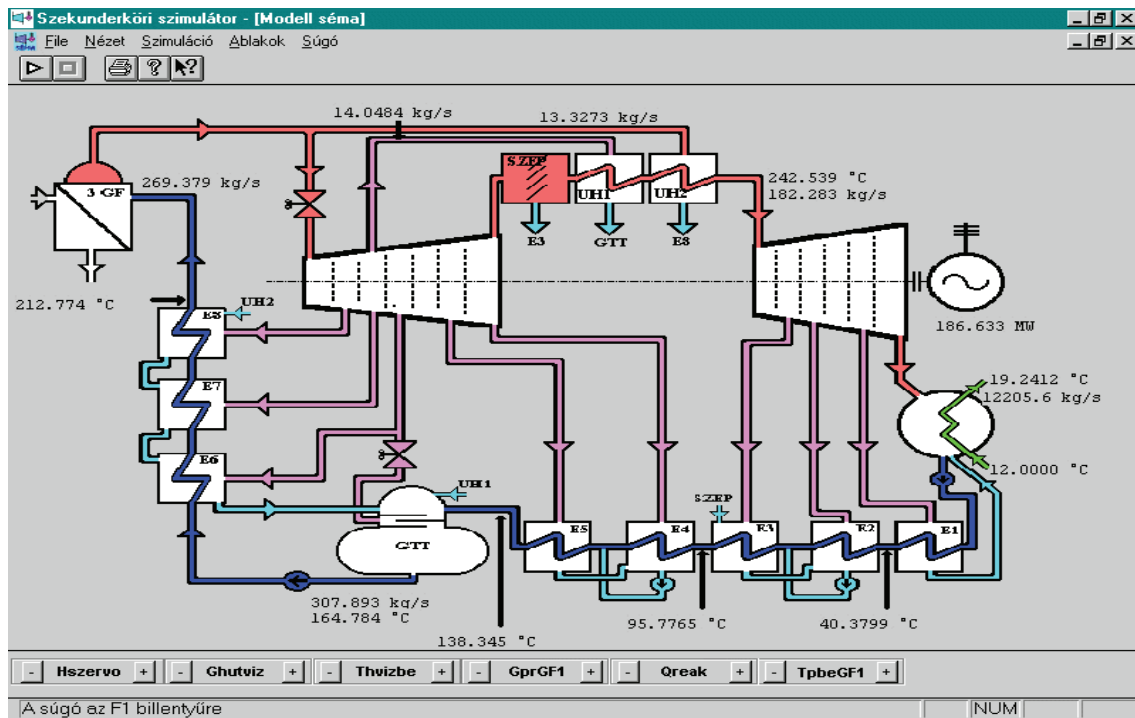 Szekunderköri szimulátor - [Modell séma]
File Nézet Szimuláció Ablakok Súgó
14.0484 kg/s
13.3273 kg/s
SZEP
UH1
UH2
242.539 °C
182.283 kg/s
3 GF
269.379 kg/s
E3
GTT
E8
212.774 °C
UH2
E8
186.633 MW
E7
19.2412 °C
12205.6 kg/s
E6
12.0000 °C
UH1
SZEP
GTT
E5
E4
E3
E2
E1
307.893 kg/s
164.784 °C
138.345 °C
95.7765 °C
40.3799 °C
- Hszervo + - Ghutviz + - Thvizbe + - GprGF1 + - Qreak + - TpbeGF1 +
A súgó az F1 billentyűre
NUM